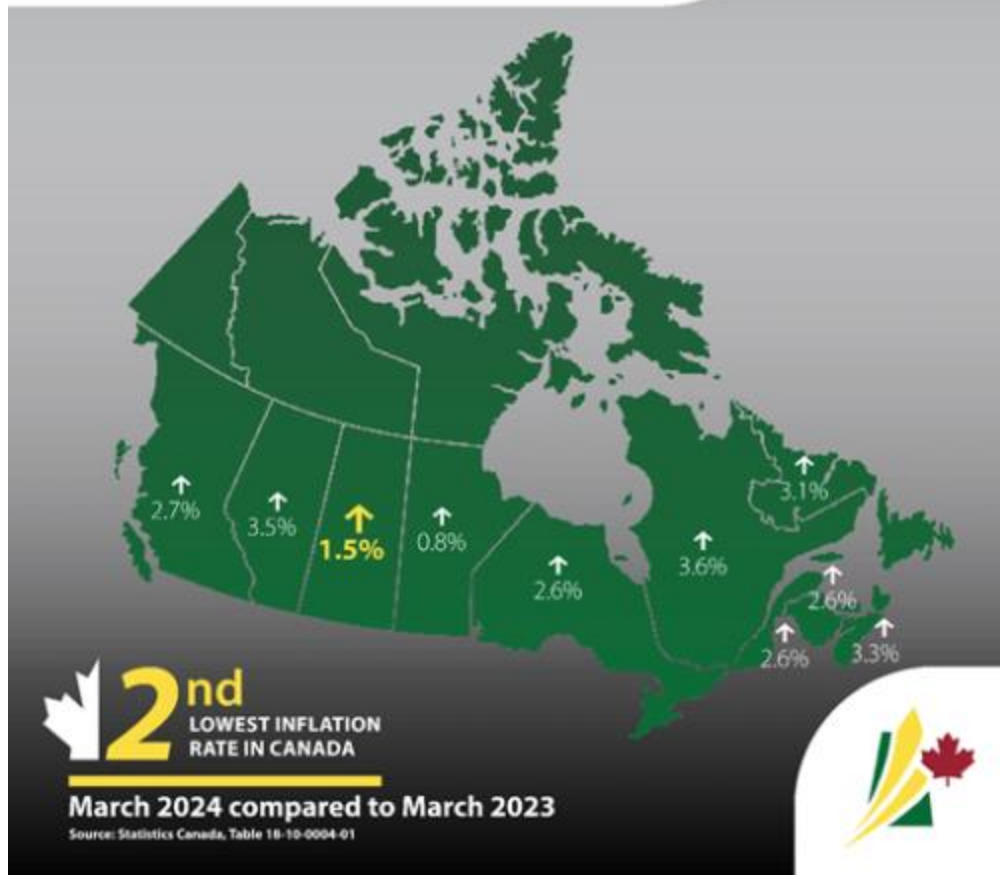 3.1%
2.7%
3.5%
1.5%
0.8%
2.6%
3.6%
2.6%
2.6%
3.3%
2nd
LOWEST INFLATION
RATE IN CANADA
March 2024 compared to March 2023
Source: Statistics Canada, Table 18-10-0004-01